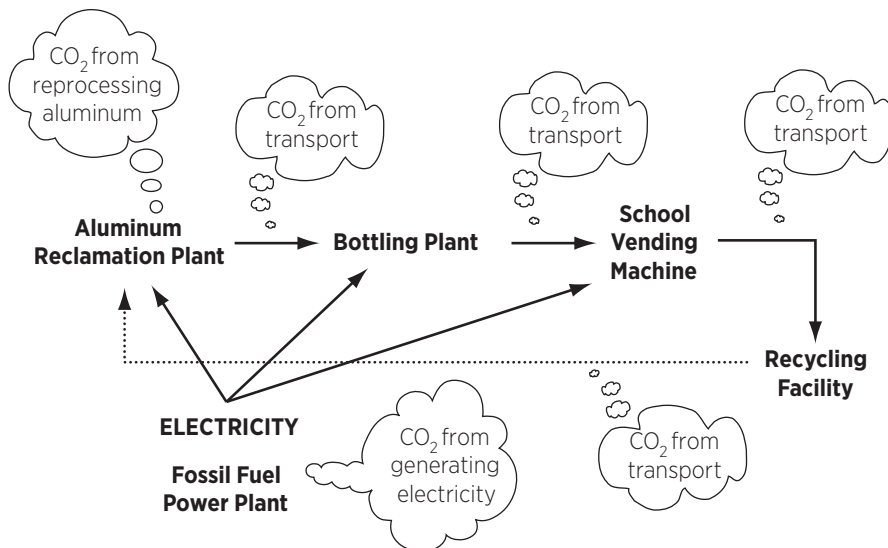 CO₂ from
reprocessing
aluminum
CO₂ from
transport
CO₂ from
transport
CO₂ from
transport
Aluminum
Reclamation Plant
Bottling Plant
School
Vending
Machine
Recycling
Facility
ELECTRICITY
Fossil Fuel
Power Plant
CO₂ from
generating
electricity
CO₂ from
transport